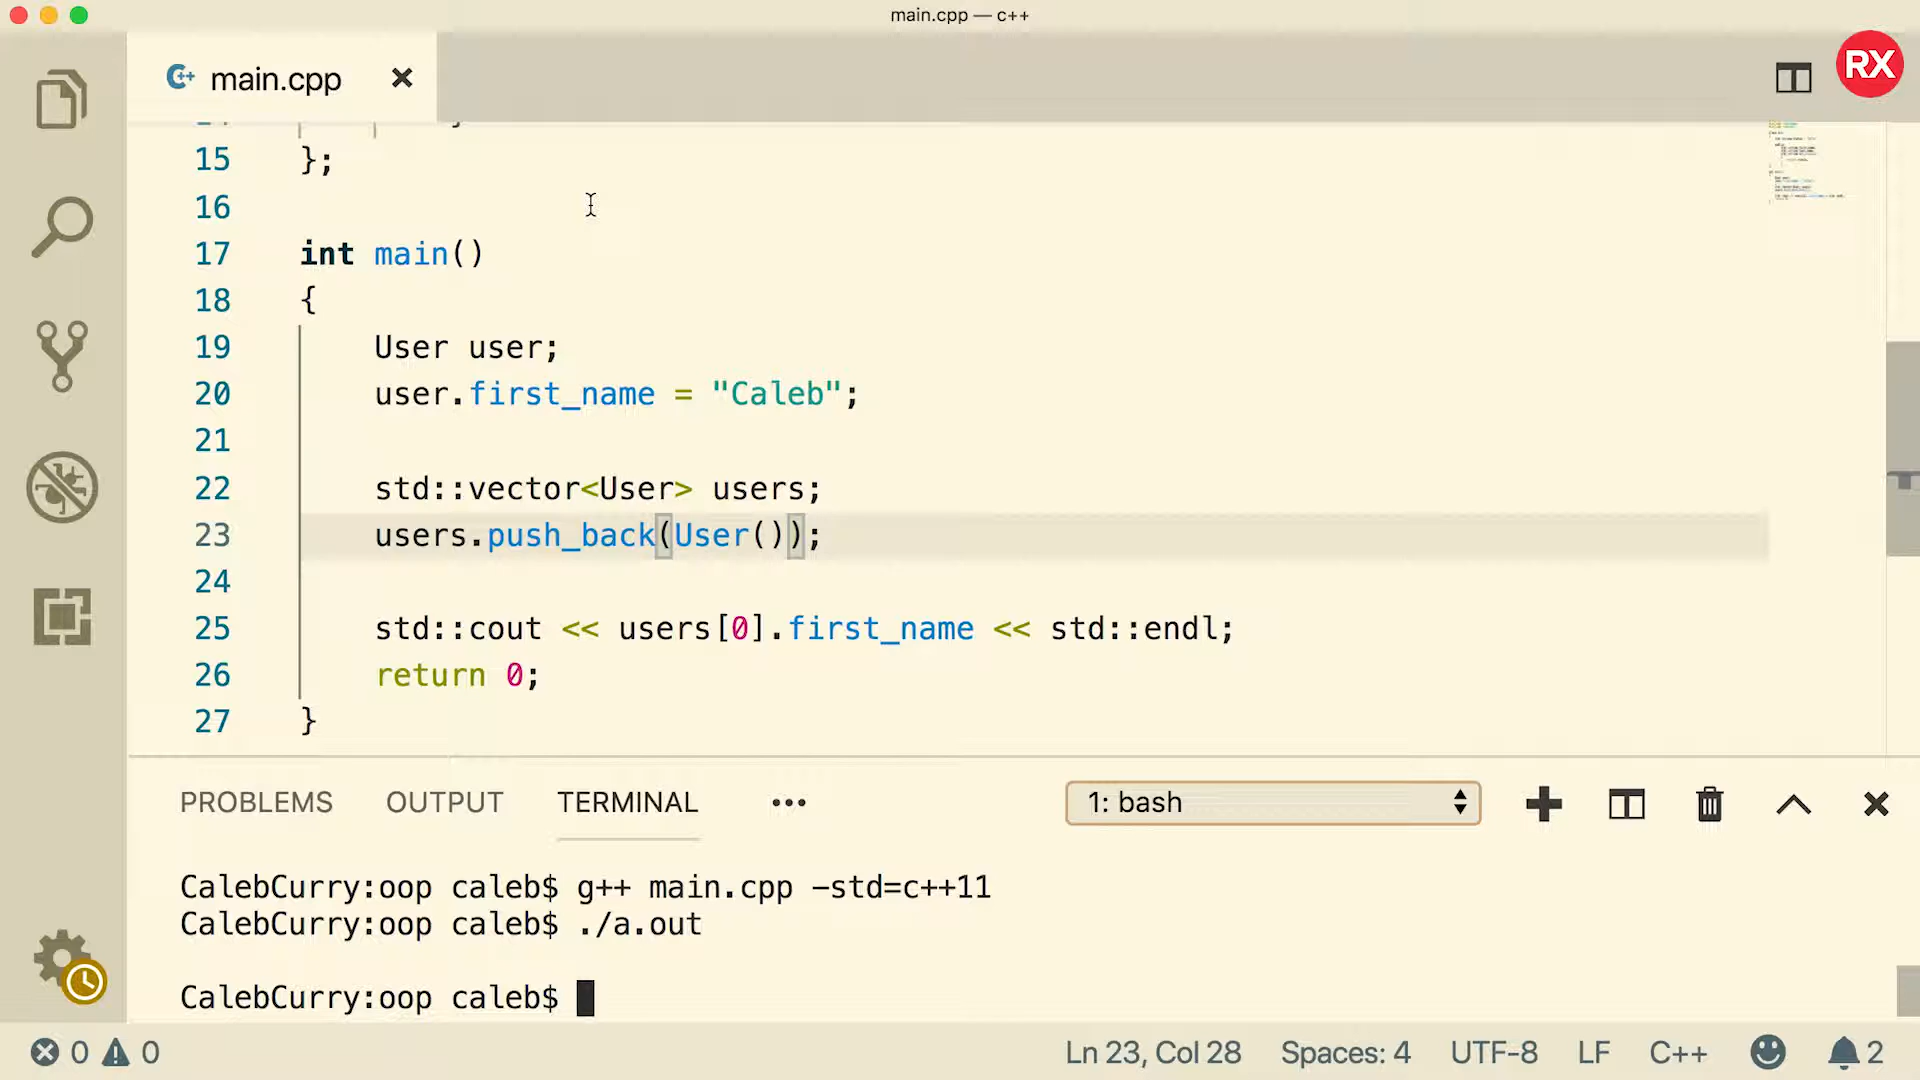 main.cpp — c++
main.cpp
RX
15 };
16
17 int main()
18 {
19 User user;
20 user.first_name = "Caleb";
21
22 std::vector<User> users;
23 users.push_back(User());
24
25 std::cout << users[0].first_name << std::endl;
26 return 0;
27 }
PROBLEMS OUTPUT TERMINAL ••• 1: bash
CalebCurry:oop caleb$ g++ main.cpp -std=c++11
CalebCurry:oop caleb$ ./a.out
CalebCurry:oop caleb$
0 0 Ln 23, Col 28 Spaces: 4 UTF-8 LF C++ 2